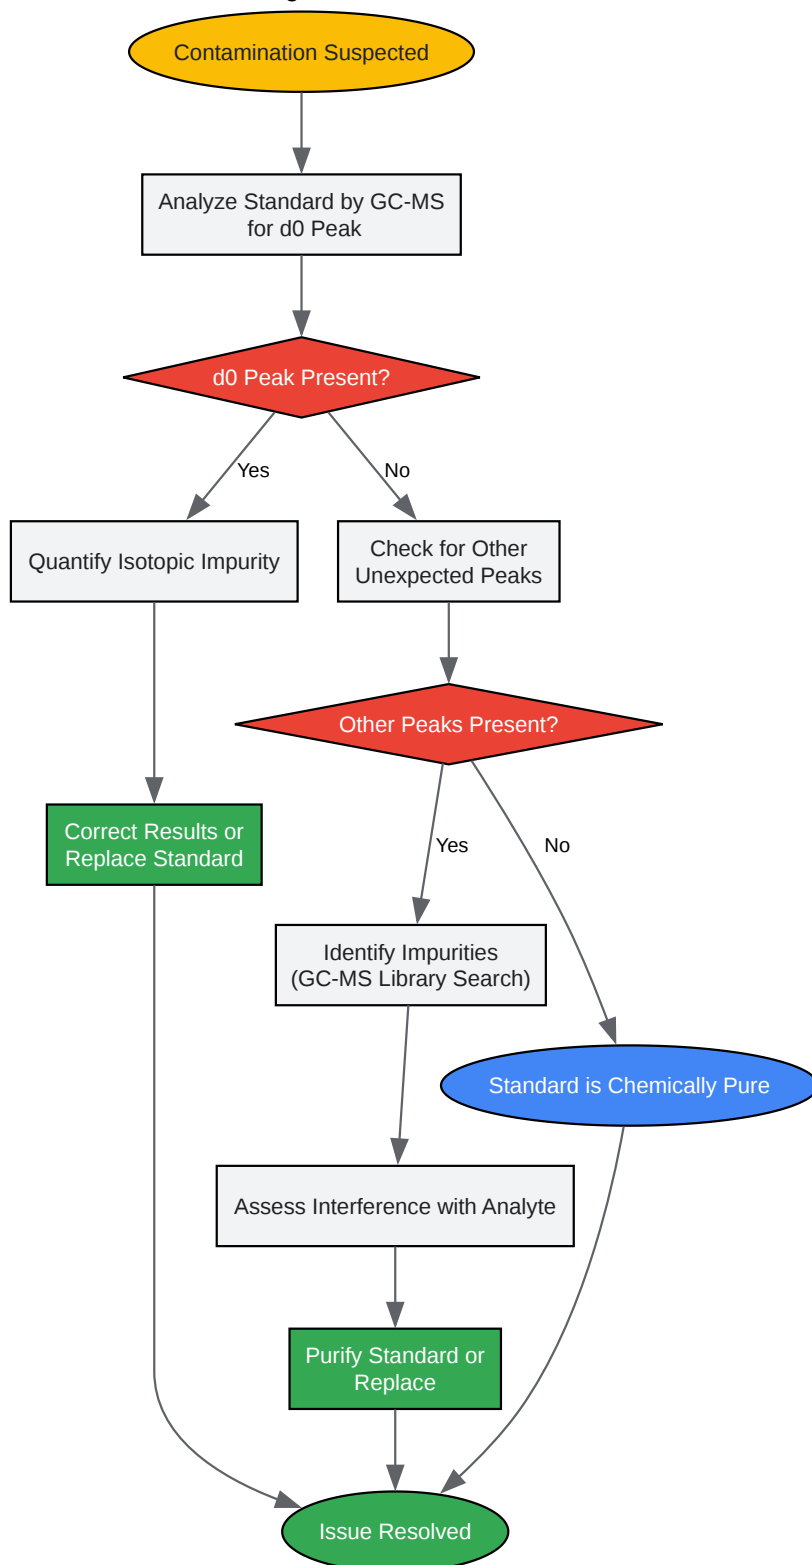 Contamination Suspected
Analyze Standard by GC-MS
for d0 Peak
d0 Peak Present?
Yes
No
Quantify Isotopic Impurity
Check for Other
Unexpected Peaks
Other Peaks Present?
Correct Results or
Replace Standard
Yes
No
Identify Impurities
(GC-MS Library Search)
Standard is Chemically Pure
Assess Interference with Analyte
Purify Standard or
Replace
Issue Resolved